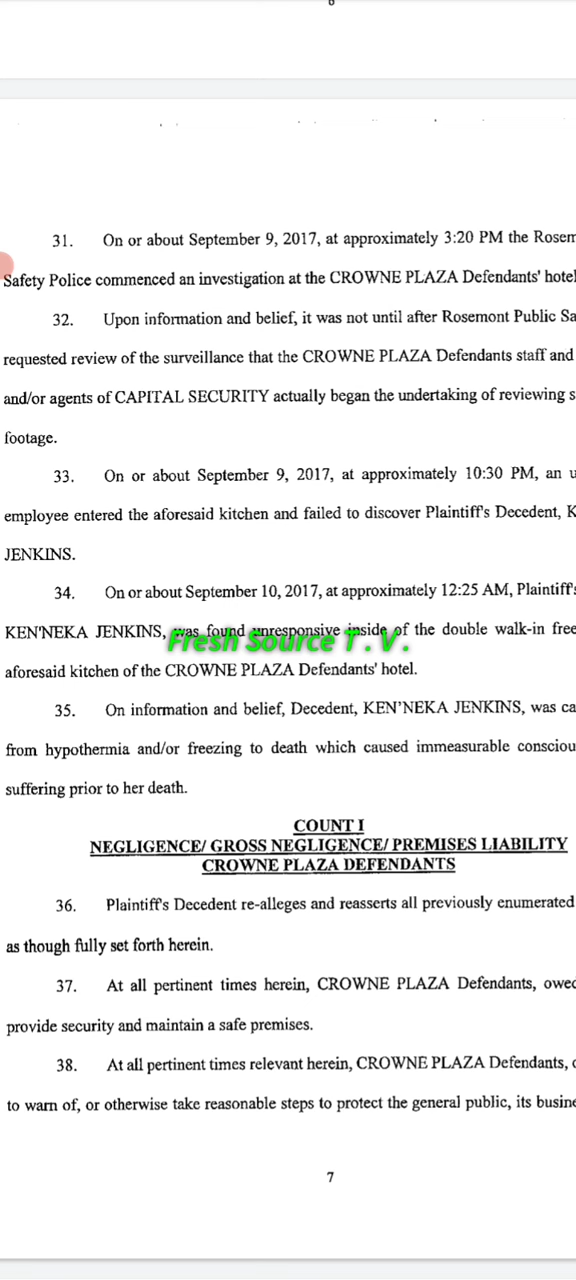 31. On or about September 9, 2017, at approximately 3:20 PM the Rosem
Safety Police commenced an investigation at the CROWNE PLAZA Defendants' hotel
32. Upon information and belief, it was not until after Rosemont Public Sa
requested review of the surveillance that the CROWNE PLAZA Defendants staff and
and/or agents of CAPITAL SECURITY actually began the undertaking of reviewing s
footage.
33. On or about September 9, 2017, at approximately 10:30 PM, an u
employee entered the aforesaid kitchen and failed to discover Plaintiff's Decedent, K
JENKINS.
34. On or about September 10, 2017, at approximately 12:25 AM, Plaintiff's
KEN'NEKA JENKINS, was found unresponsive inside of the double walk-in free
Fresh Source T.V.
aforesaid kitchen of the CROWNE PLAZA Defendants' hotel.
35. On information and belief, Decedent, KEN'NEKA JENKINS, was ca
from hypothermia and/or freezing to death which caused immeasurable consciou
suffering prior to her death.
COUNT I
NEGLIGENCE/ GROSS NEGLIGENCE/ PREMISES LIABILITY
CROWNE PLAZA DEFENDANTS
36. Plaintiff's Decedent re-alleges and reasserts all previously enumerated
as though fully set forth herein.
37. At all pertinent times herein, CROWNE PLAZA Defendants, owed
provide security and maintain a safe premises.
38. At all pertinent times relevant herein, CROWNE PLAZA Defendants,
to warn of, or otherwise take reasonable steps to protect the general public, its busine
7